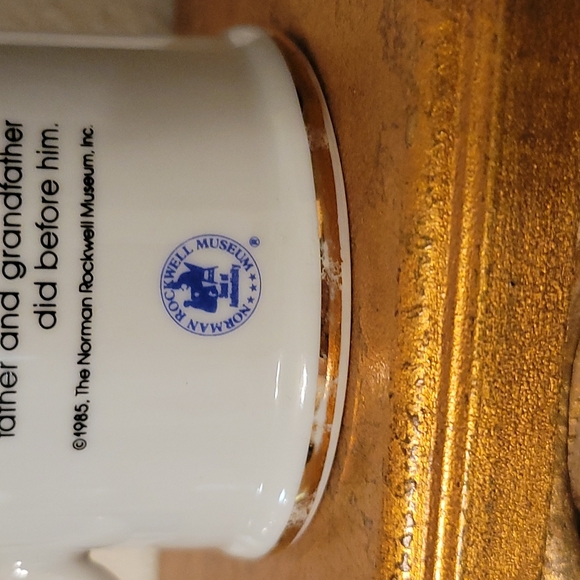 father and grandfather
did before him.
©1985, The Norman Rockwell Museum, Inc.
NORMAN ROCKWELL MUSEUM
®